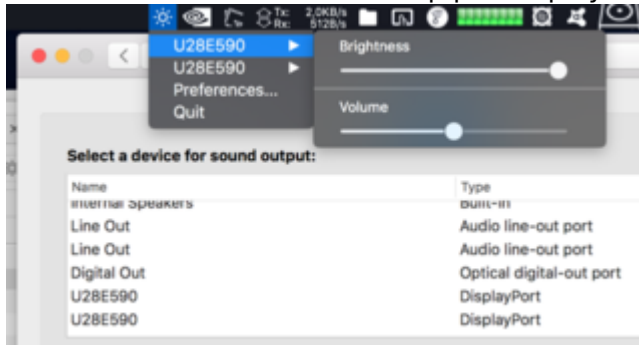 Tx: 2,0KB/s
Rx: 512B/s
U28E590
Brightness
U28E590
Preferences...
Quit
Volume
Select a device for sound output:
Name Type
Internal Speakers Built-in
Line Out Audio line-out port
Line Out Audio line-out port
Digital Out Optical digital-out port
U28E590 DisplayPort
U28E590 DisplayPort